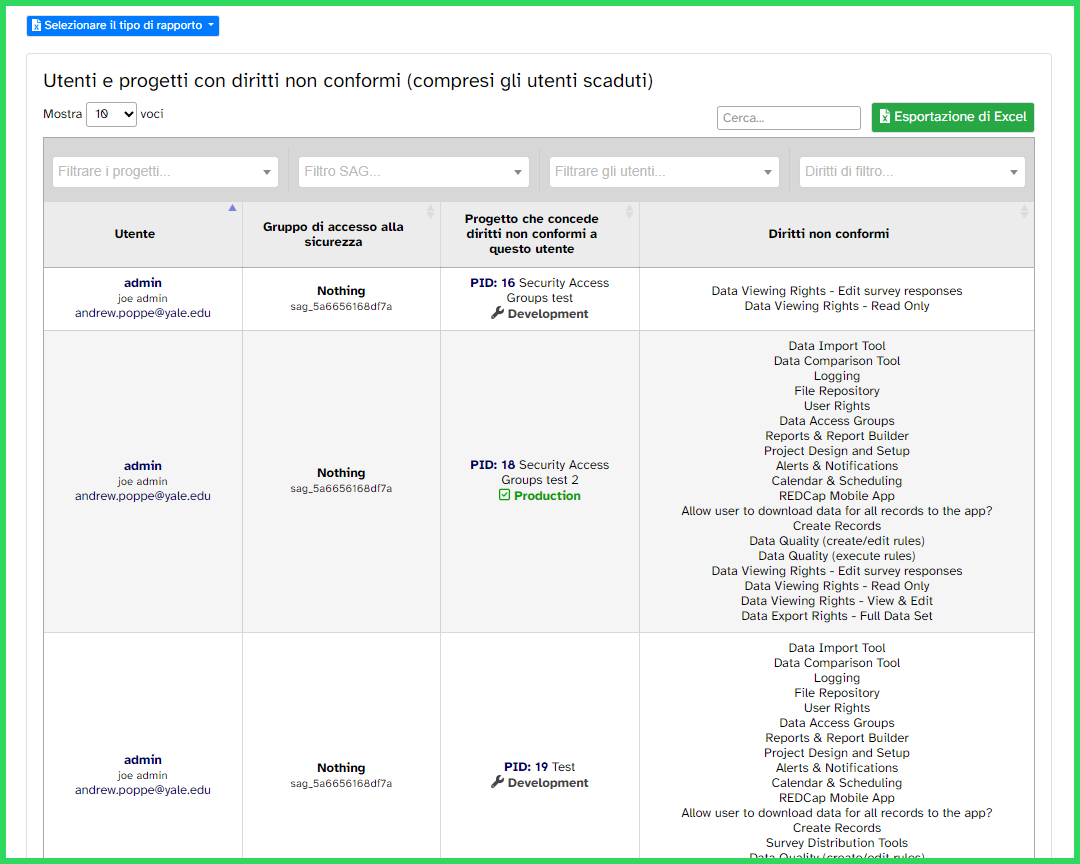 Selezionare il tipo di rapporto
Utenti e progetti con diritti non conformi (compresi gli utenti scaduti)
Mostra 10 voci
Cerca...
Esportazione di Excel
Filtrare i progetti...
Filtro SAG...
Filtrare gli utenti...
Diritti di filtro...
Utente
Gruppo di accesso alla
sicurezza
Progetto che concede
diritti non conformi a
questo utente
Diritti non conformi
admin
joe admin
andrew.poppe@yale.edu
Nothing
sag_5a6656168df7a
PID: 16 Security Access
Groups test
Development
Data Viewing Rights - Edit survey responses
Data Viewing Rights - Read Only
admin
joe admin
andrew.poppe@yale.edu
Nothing
sag_5a6656168df7a
PID: 18 Security Access
Groups test 2
Production
Data Import Tool
Data Comparison Tool
Logging
File Repository
User Rights
Data Access Groups
Reports & Report Builder
Project Design and Setup
Alerts & Notifications
Calendar & Scheduling
REDCap Mobile App
Allow user to download data for all records to the app?
Create Records
Data Quality (create/edit rules)
Data Quality (execute rules)
Data Viewing Rights - Edit survey responses
Data Viewing Rights - Read Only
Data Viewing Rights - View & Edit
Data Export Rights - Full Data Set
admin
joe admin
andrew.poppe@yale.edu
Nothing
sag_5a6656168df7a
PID: 19 Test
Development
Data Import Tool
Data Comparison Tool
Logging
File Repository
User Rights
Data Access Groups
Reports & Report Builder
Project Design and Setup
Alerts & Notifications
Calendar & Scheduling
REDCap Mobile App
Allow user to download data for all records to the app?
Create Records
Survey Distribution Tools
Data Quality (create/edit rules)